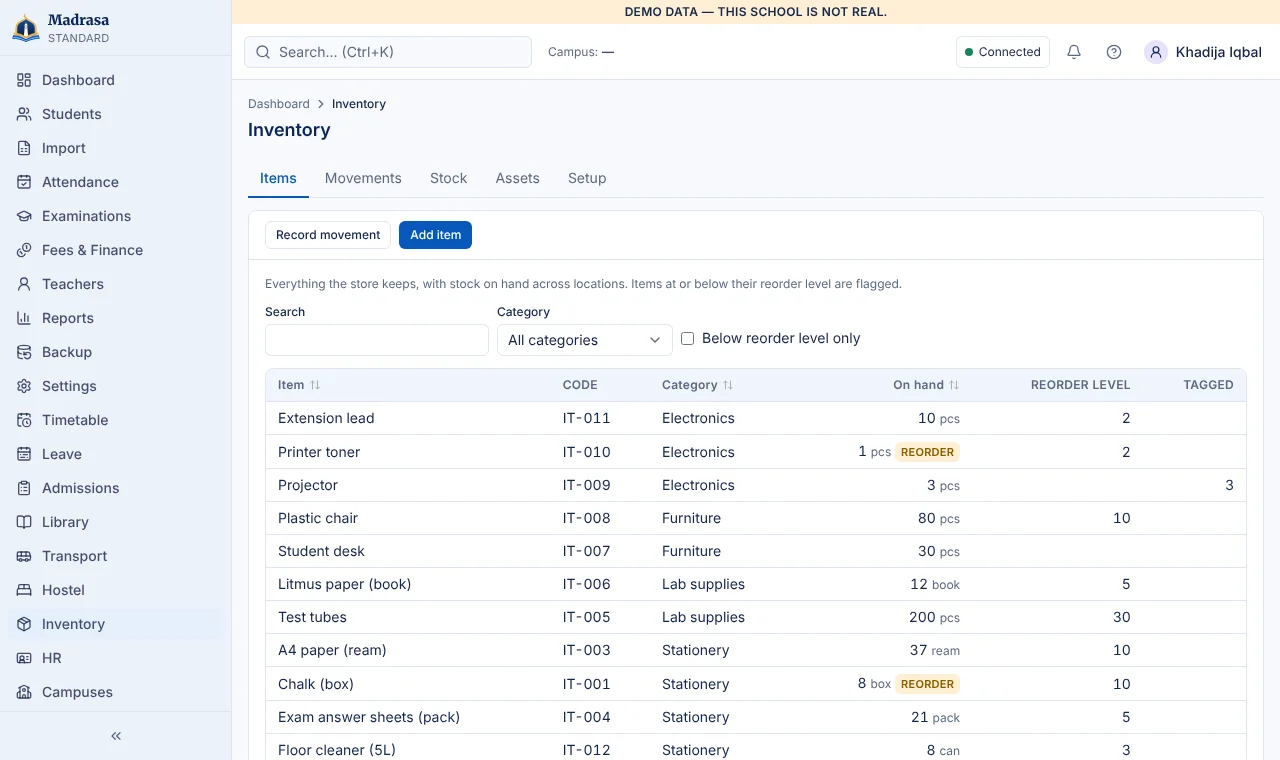 DEMO DATA — THIS SCHOOL IS NOT REAL.
Madrasa
STANDARD
Search... (Ctrl+K)
Campus: —
Connected
Khadija Iqbal
Dashboard
Students
Import
Attendance
Examinations
Fees & Finance
Teachers
Reports
Backup
Settings
Timetable
Leave
Admissions
Library
Transport
Hostel
Inventory
HR
Campuses
«
Dashboard > Inventory
Inventory
Items Movements Stock Assets Setup
Record movement Add item
Everything the store keeps, with stock on hand across locations. Items at or below their reorder level are flagged.
Search Category
All categories Below reorder level only
Item CODE Category On hand REORDER LEVEL TAGGED
Extension lead IT-011 Electronics 10 pcs 2
Printer toner IT-010 Electronics 1 pcs REORDER 2
Projector IT-009 Electronics 3 pcs 3
Plastic chair IT-008 Furniture 80 pcs 10
Student desk IT-007 Furniture 30 pcs
Litmus paper (book) IT-006 Lab supplies 12 book 5
Test tubes IT-005 Lab supplies 200 pcs 30
A4 paper (ream) IT-003 Stationery 37 ream 10
Chalk (box) IT-001 Stationery 8 box REORDER 10
Exam answer sheets (pack) IT-004 Stationery 21 pack 5
Floor cleaner (5L) IT-012 Stationery 8 can 3